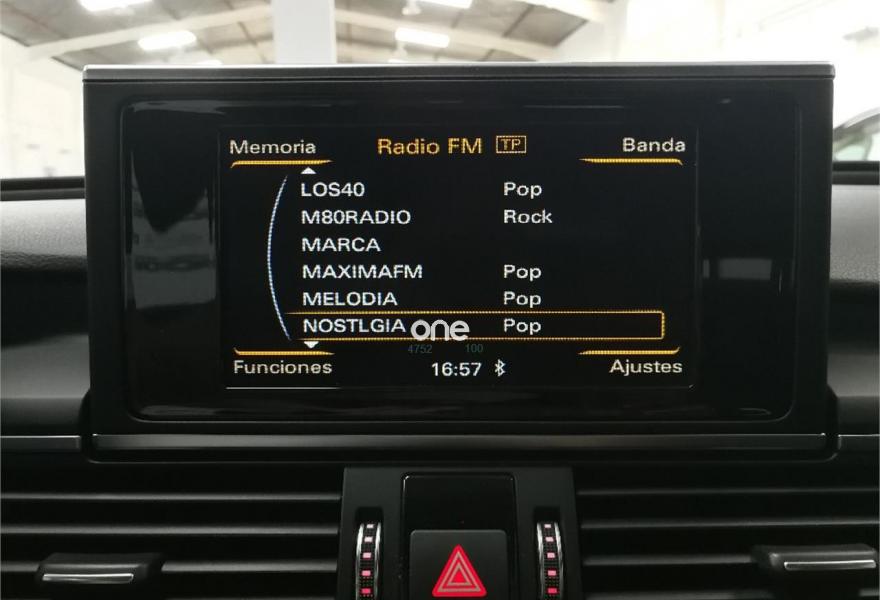 Memoria Radio FM TP Banda
LOS40 Pop
M80RADIO Rock
MARCA
MAXIMAFM Pop
MELODIA Pop
NOSTLGIA one Pop
4752 100
Funciones 16:57 Ajustes